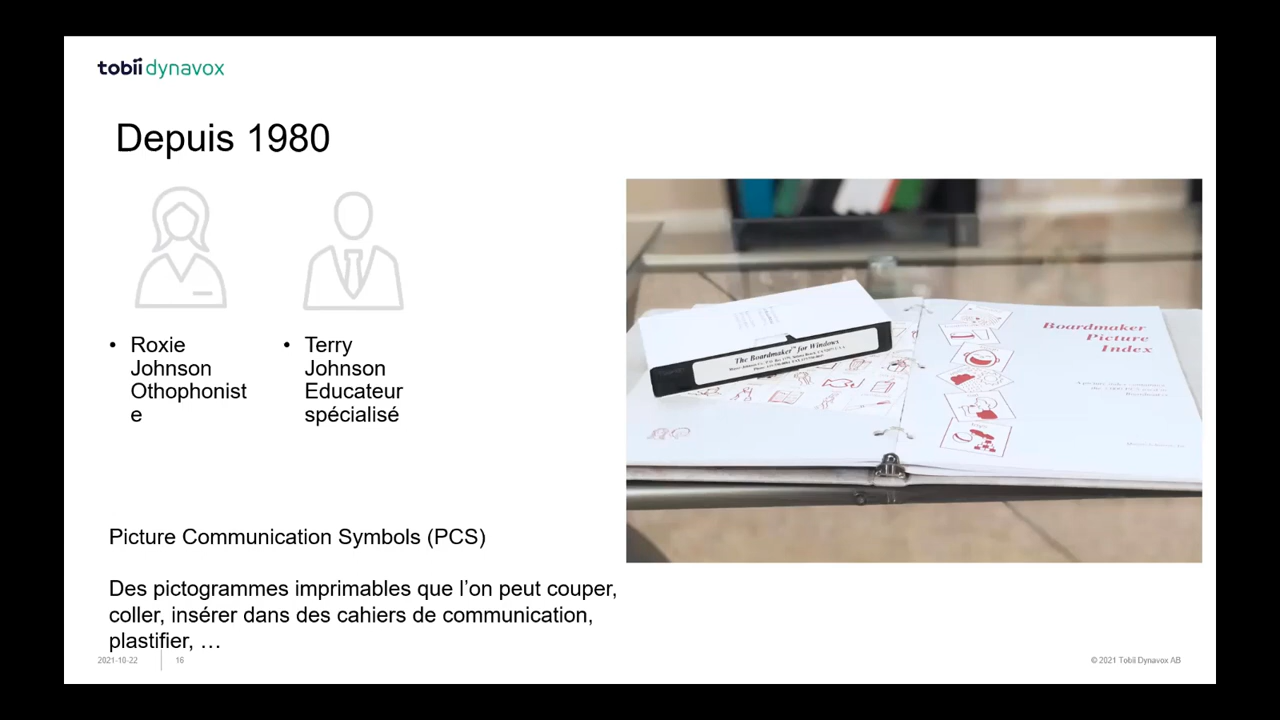 tobii dynavox
Depuis 1980
• Roxie
Johnson
Othophonist
e
• Terry
Johnson
Educateur
spécialisé
The Boardmaker™ for Windows
Boardmaker
Picture
Index
Picture Communication Symbols (PCS)
Des pictogrammes imprimables que l’on peut couper,
coller, insérer dans des cahiers de communication,
plastifier, …
2021-10-22
16
© 2021 Tobii Dynavox AB